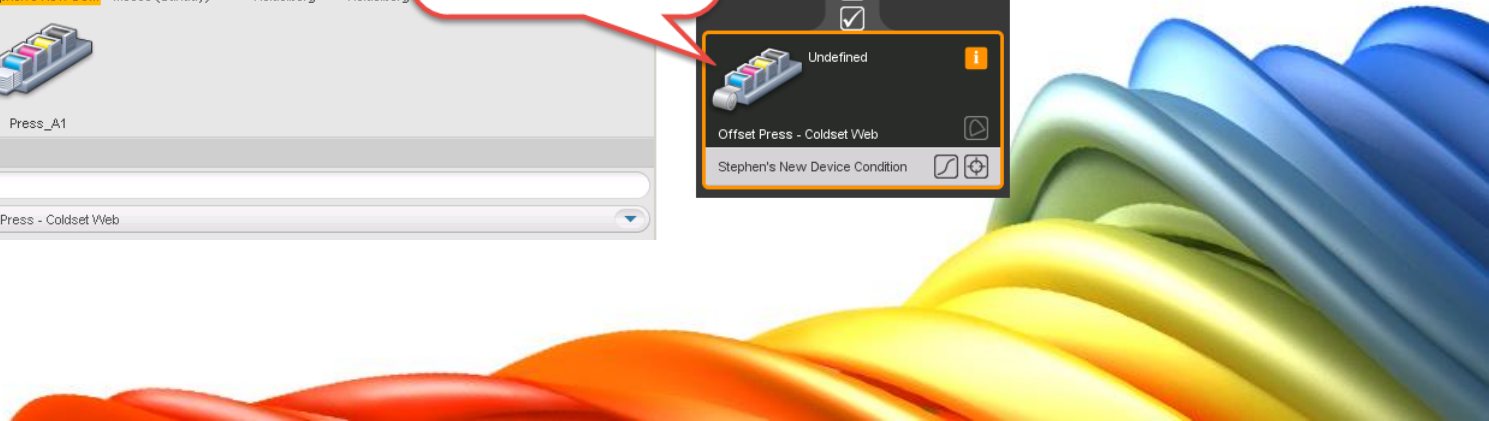 Undefined
Press_A1
Offset Press - Coldset Web
Stephen's New Device Condition
Press - Coldset Web